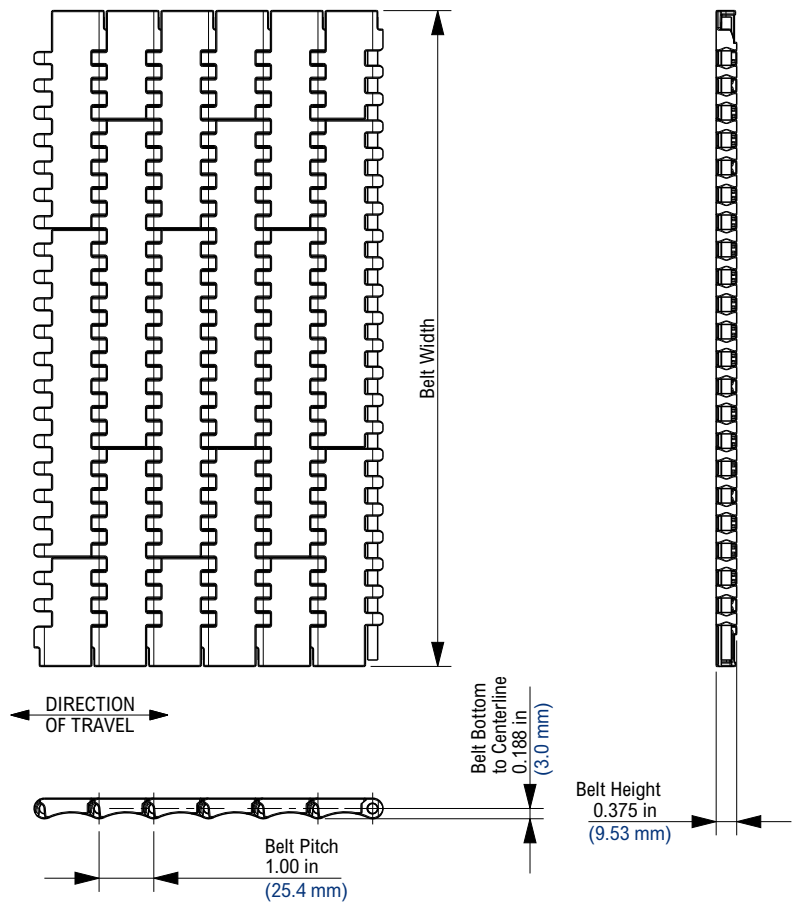 Belt Width
DIRECTION
OF TRAVEL
Belt Bottom
to Centerline
0.188 in
(3.0 mm)
Belt Height
0.375 in
(9.53 mm)
Belt Pitch
1.00 in
(25.4 mm)